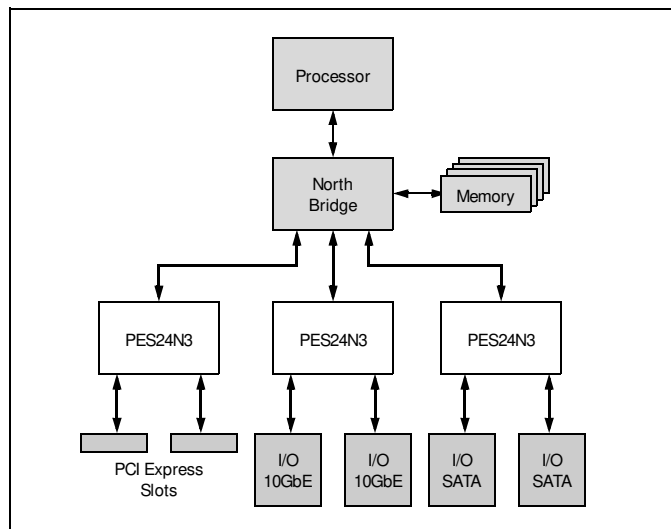 Processor
North
Bridge
Memory
PES24N3
PES24N3
PES24N3
PCI Express
Slots
I/O
10GbE
I/O
10GbE
I/O
SATA
I/O
SATA